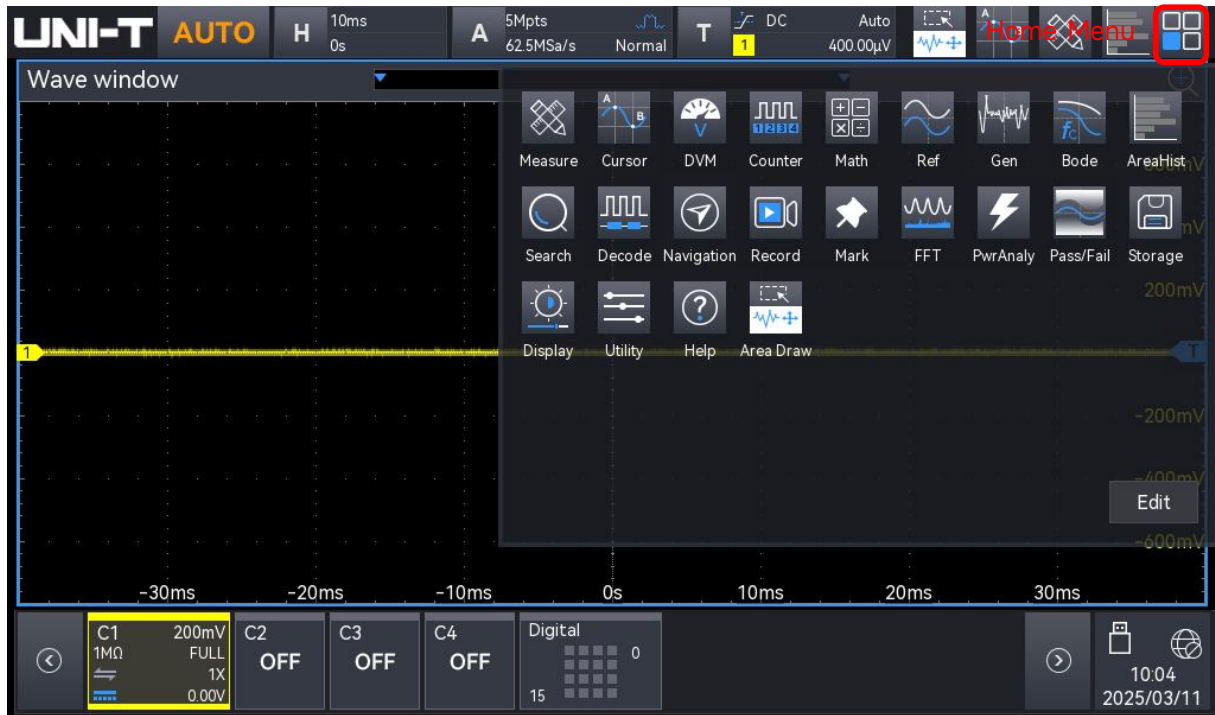 UNI-T AUTO H 10ms 0s A 5Mpts 62.5MSa/s Normal T DC 1 Auto 400.00µV A B Home Menu
Wave window
A B V 1234 fc
Measure Cursor DVM Counter Math Ref Gen Bode AreaHist
mV
Search Decode Navigation Record Mark FFT PwrAnaly Pass/Fail Storage
200mV
1 Display Utility Help Area Draw T
-200mV
-400mV
Edit
-600mV
-30ms -20ms -10ms 0s 10ms 20ms 30ms
C1 200mV C2 C3 C4 Digital
1MΩ FULL OFF OFF OFF 0
1X
0.00V 15
10:04
2025/03/11